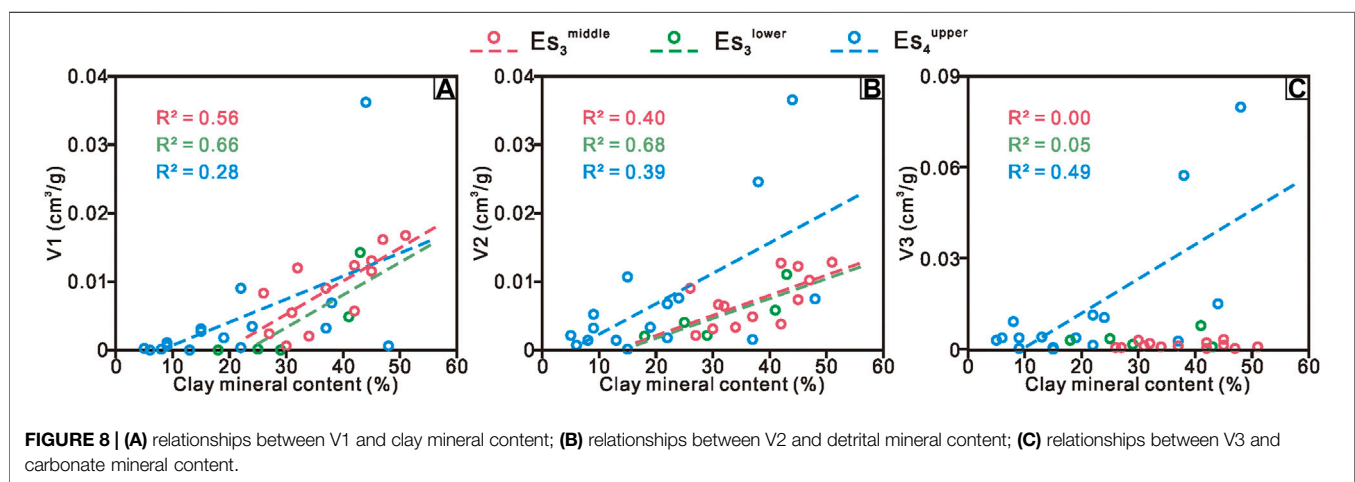 Es₃ᵐⁱᵈᵈˡᵉ Es₃ˡᵒʷᵉʳ Es₄ᵘᵖᵖᵉʳ
A
B
C
0.04
0.03
0.02
0.01
0
V1 (cm³/g)
R² = 0.56
R² = 0.66
R² = 0.28
0 10 20 30 40 50 60
Clay mineral content (%)
0.04
0.03
0.02
0.01
0
V2 (cm³/g)
R² = 0.40
R² = 0.68
R² = 0.39
0 10 20 30 40 50 60
Clay mineral content (%)
0.09
0.06
0.03
0
V3 (cm³/g)
R² = 0.00
R² = 0.05
R² = 0.49
0 10 20 30 40 50 60
Clay mineral content (%)
FIGURE 8 | (A) relationships between V1 and clay mineral content; (B) relationships between V2 and detrital mineral content; (C) relationships between V3 and
carbonate mineral content.